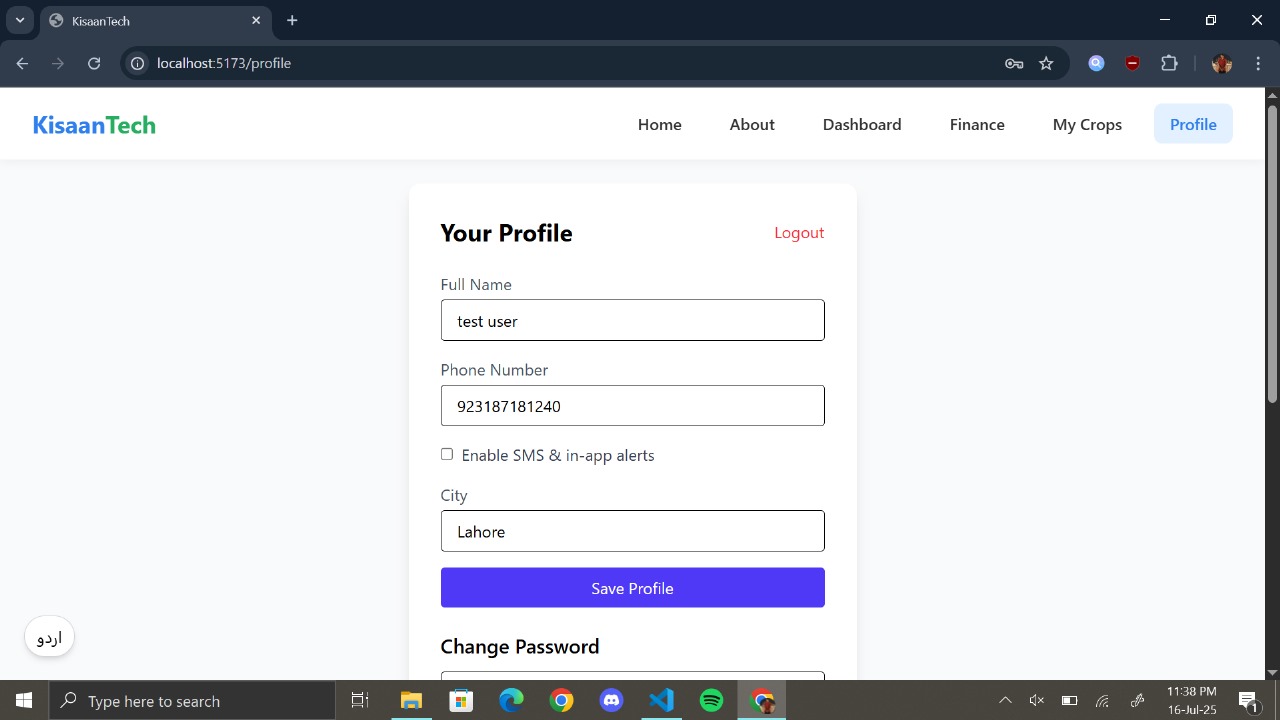 KisaanTech
localhost:5173/profile
KisaanTech
Home
About
Dashboard
Finance
My Crops
Profile
Your Profile
Logout
Full Name
test user
Phone Number
923187181240
Enable SMS & in-app alerts
City
Lahore
Save Profile
Change Password
اردو
Type here to search
11:38 PM
16-Jul-25
1